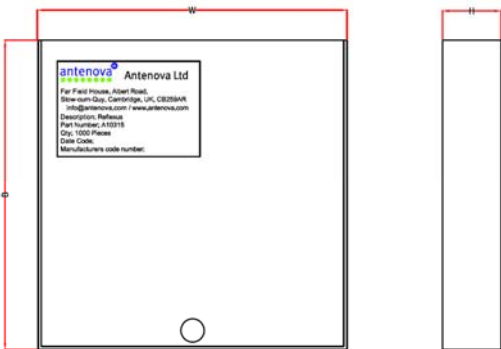 W
H
antenova
Antenova Ltd
Far Field House, Albert Road,
Stow-cum-Quy, Cambridge, UK, CB259AR
info@antenova.com / www.antenova.com
Description: Reflexus
Part Number: A10315
Qty: 1000 Pieces
Date Code:
Manufacturers code number:
D